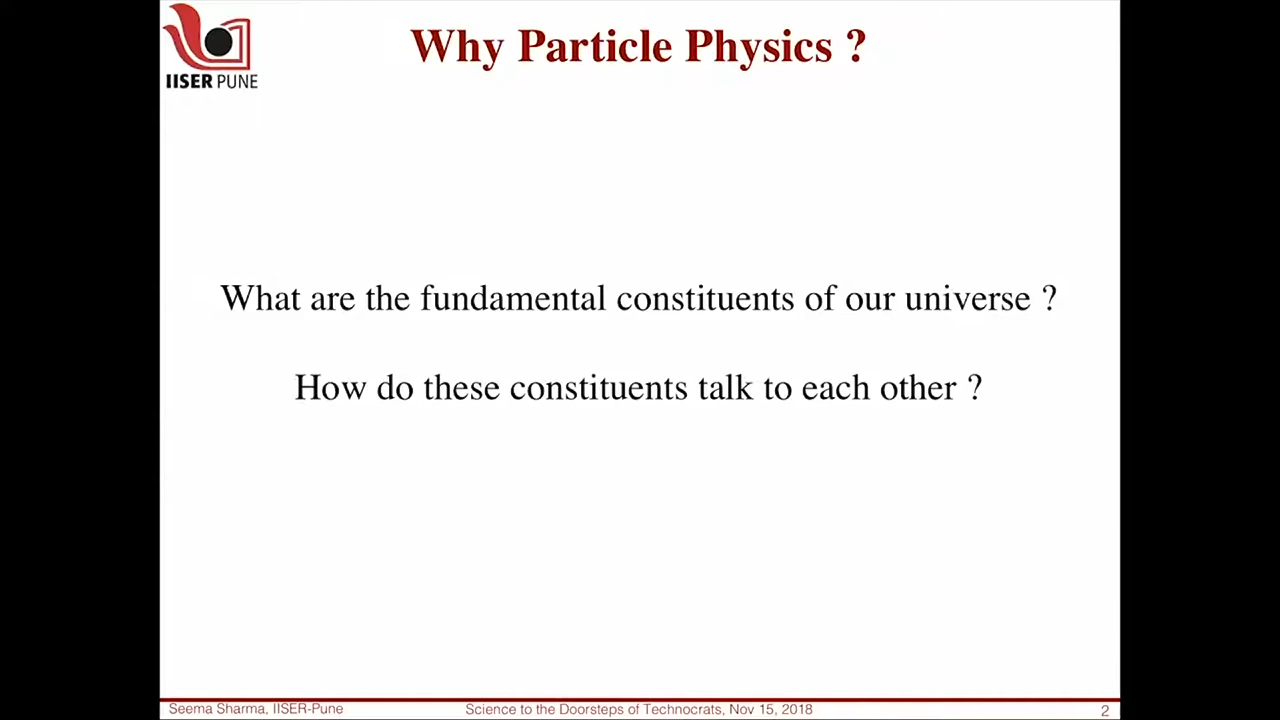 IISER PUNE
Why Particle Physics ?
What are the fundamental constituents of our universe ?
How do these constituents talk to each other ?
Seema Sharma, IISER-Pune
Science to the Doorsteps of Technocrats, Nov 15, 2018
2